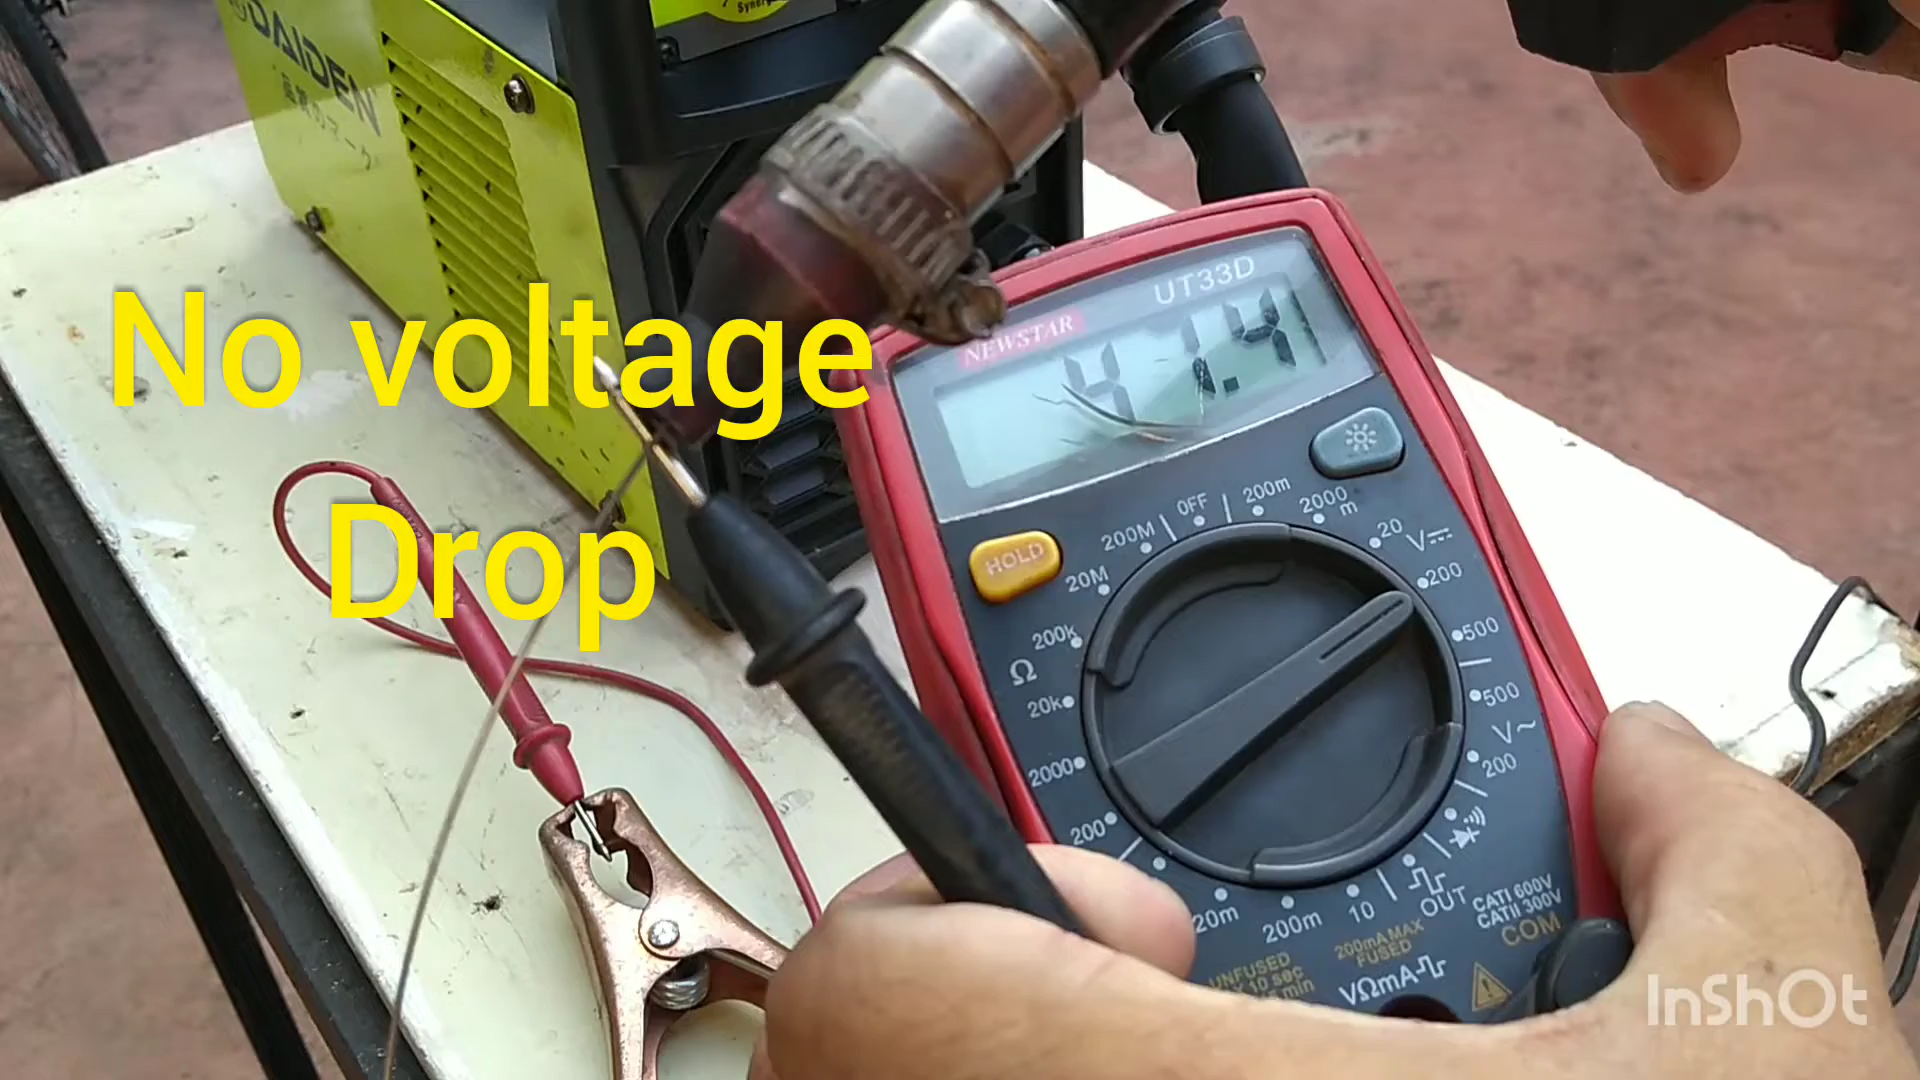 DAIDEN
No voltage
Drop
UT33D
NEWSTAR
HOLD
OFF
200m
2000
m
20
V
200
500
500
V~
200
200M
20M
200k
Ω
20k
2000
200
20m
200m
10
OUT
CATI 600V
CATII 300V
COM
200mA MAX
FUSED
UNFUSED
VΩmA
InShOt